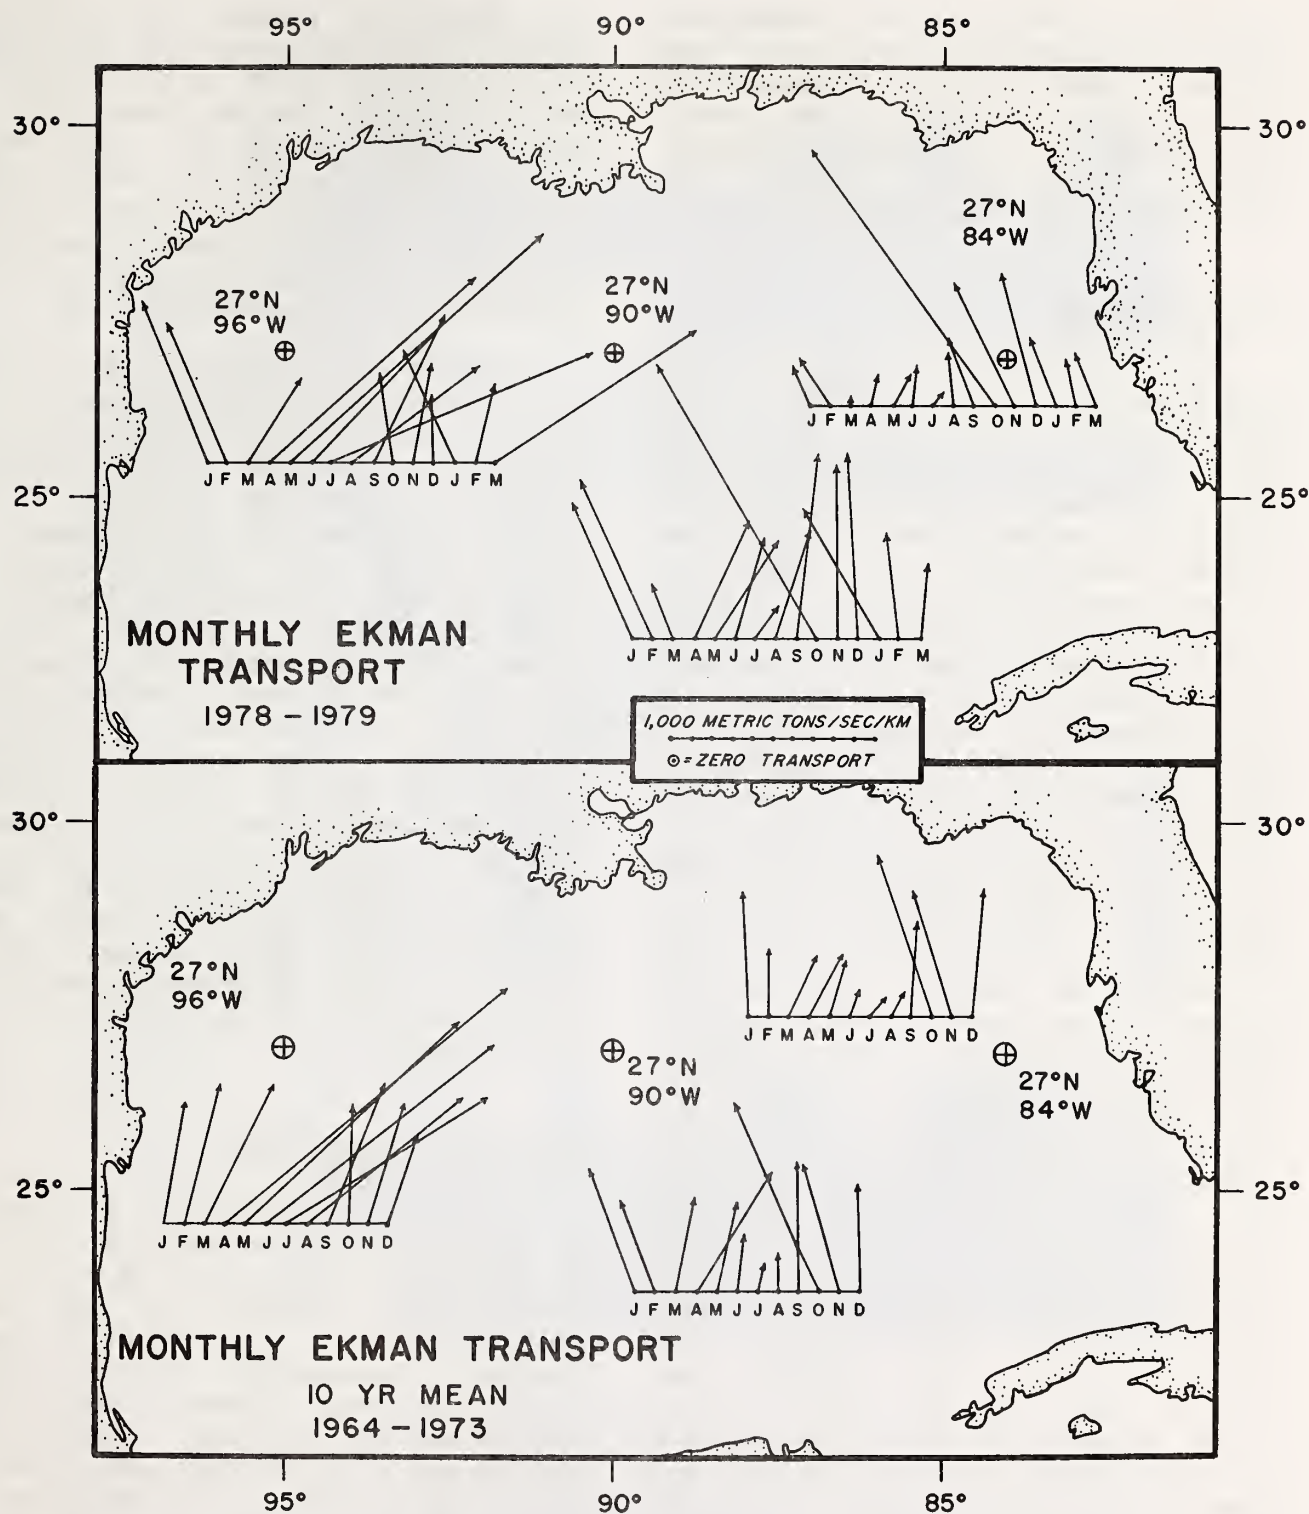 95° 90° 85°
30° 30°
27°N
84°W
27°N
96°W
27°N
90°W
J F M A M J J A S O N D J F M
J F M A M J J A S O N D J F M
25° 25°
MONTHLY EKMAN
TRANSPORT
1978 – 1979
J F M A M J J A S O N D J F M
1,000 METRIC TONS/SEC/KM
⊙= ZERO TRANSPORT
30° 30°
27°N
96°W
J F M A M J J A S O N D
27°N
90°W
27°N
84°W
25° 25°
J F M A M J J A S O N D
J F M A M J J A S O N D
MONTHLY EKMAN TRANSPORT
10 YR MEAN
1964 – 1973
95° 90° 85°